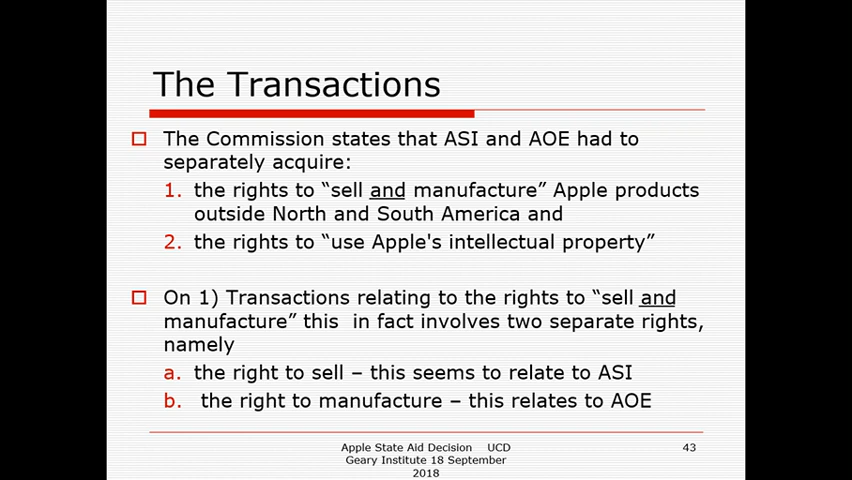 The Transactions
The Commission states that ASI and AOE had to
separately acquire:
1. the rights to “sell and manufacture” Apple products
outside North and South America and
2. the rights to “use Apple's intellectual property”
On 1) Transactions relating to the rights to “sell and
manufacture” this in fact involves two separate rights,
namely
a. the right to sell – this seems to relate to ASI
b. the right to manufacture – this relates to AOE
Apple State Aid Decision UCD
Geary Institute 18 September
2018
43